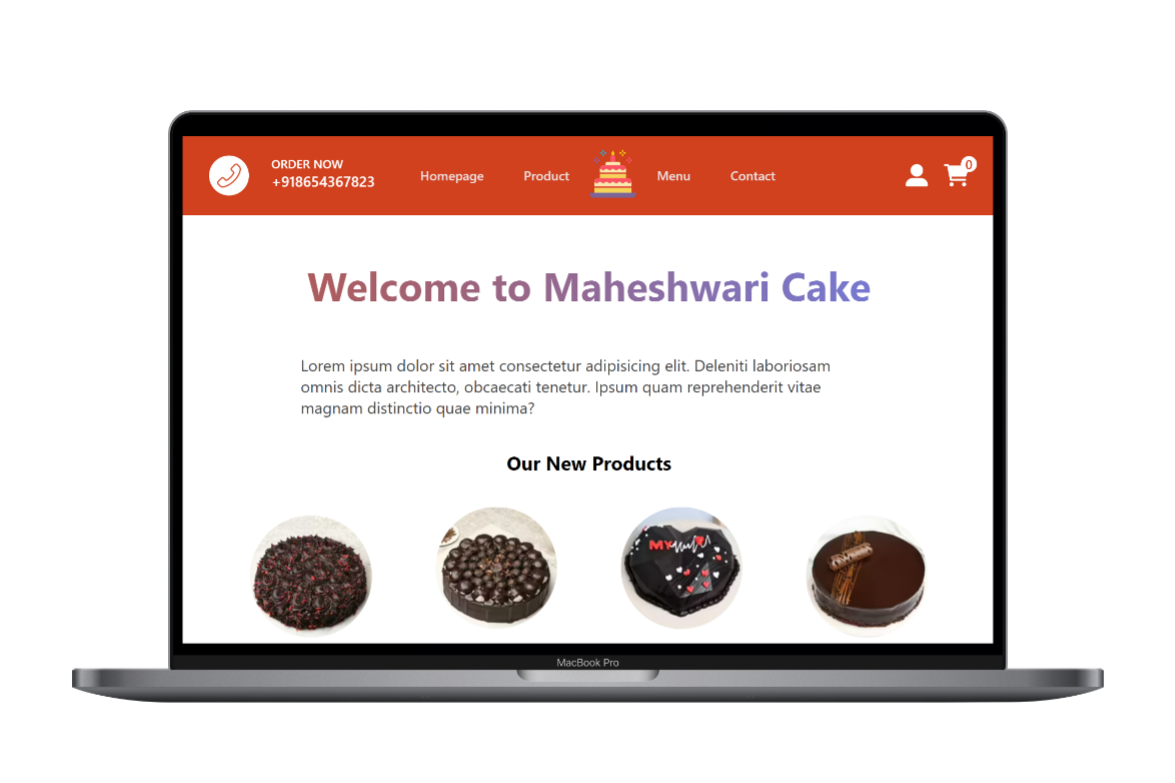 ORDER NOW
+918654367823
Homepage
Product
Menu
Contact
0
Welcome to Maheshwari Cake
Lorem ipsum dolor sit amet consectetur adipisicing elit. Deleniti laboriosam
omnis dicta architecto, obcaecati tenetur. Ipsum quam reprehenderit vitae
magnam distinctio quae minima?
Our New Products
MY
MacBook Pro